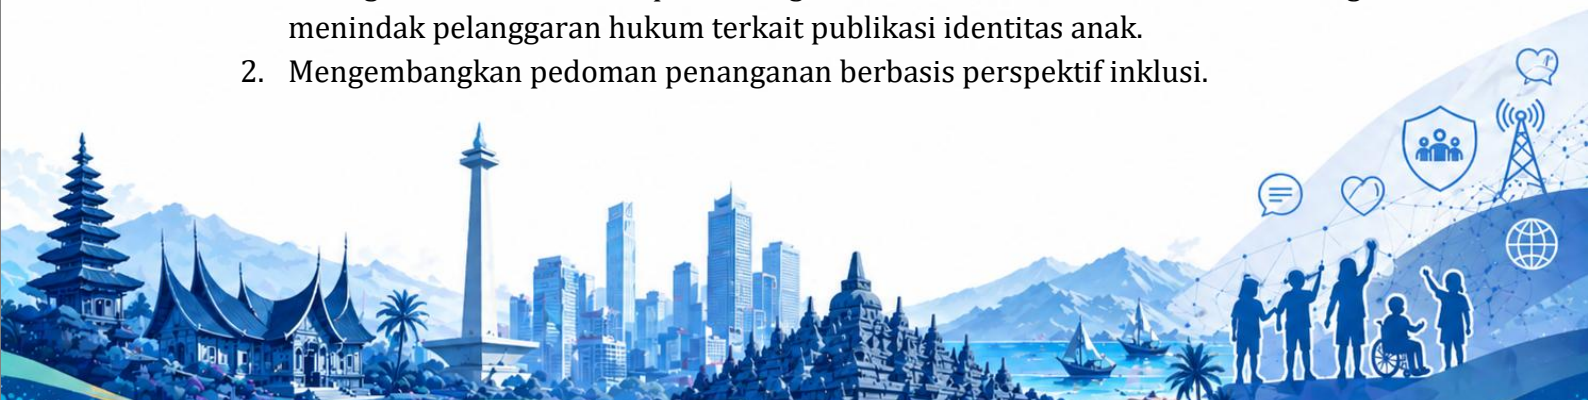 menindak pelanggaran hukum terkait publikasi identitas anak.
2. Mengembangkan pedoman penanganan berbasis perspektif inklusi.